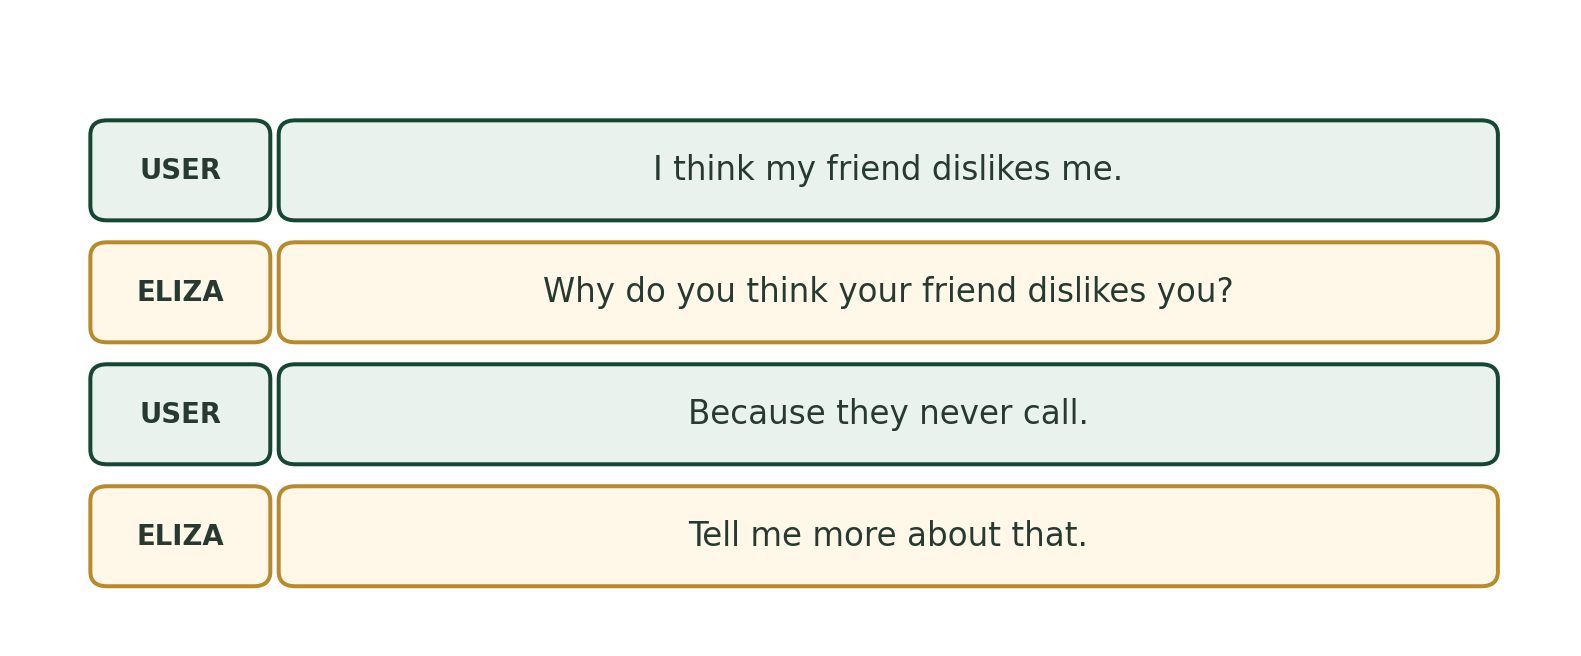 USER I think my friend dislikes me.
ELIZA Why do you think your friend dislikes you?
USER Because they never call.
ELIZA Tell me more about that.